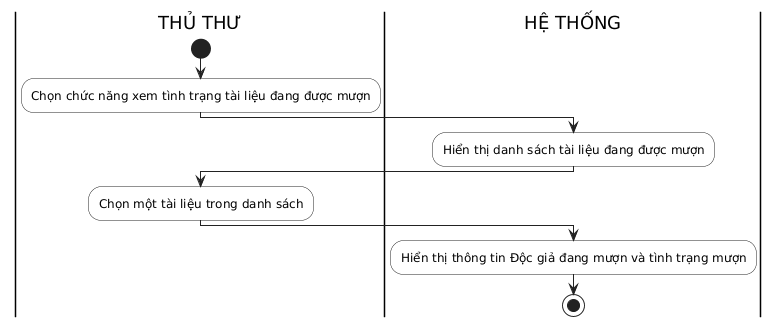 THỦ THƯ
HỆ THỐNG
Chọn chức năng xem tình trạng tài liệu đang được mượn
Hiển thị danh sách tài liệu đang được mượn
Chọn một tài liệu trong danh sách
Hiển thị thông tin Độc giả đang mượn và tình trạng mượn